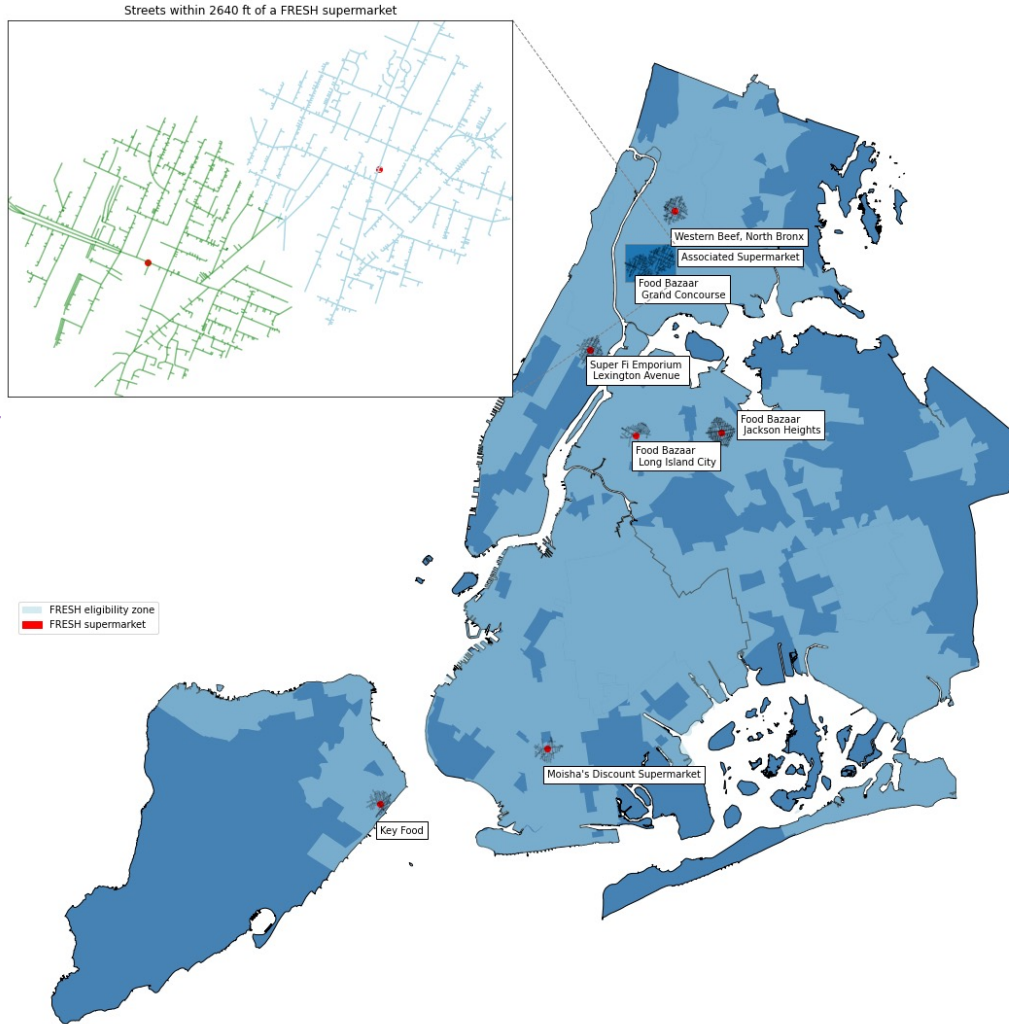 Streets within 2640 ft of a FRESH supermarket
Western Beef, North Bronx
Associated Supermarket
Food Bazaar
Grand Concourse
Super Fi Emporium
Lexington Avenue
Food Bazaar
Jackson Heights
Food Bazaar
Long Island City
FRESH eligibility zone
FRESH supermarket
Moisha's Discount Supermarket
Key Food